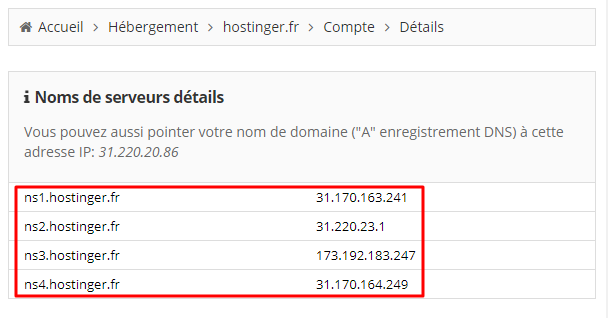 Accueil > Hébergement > hostinger.fr > Compte > Détails
Noms de serveurs détails
Vous pouvez aussi pointer votre nom de domaine ("A" enregistrement DNS) à cette
adresse IP: 31.220.20.86
ns1.hostinger.fr 31.170.163.241
ns2.hostinger.fr 31.220.23.1
ns3.hostinger.fr 173.192.183.247
ns4.hostinger.fr 31.170.164.249